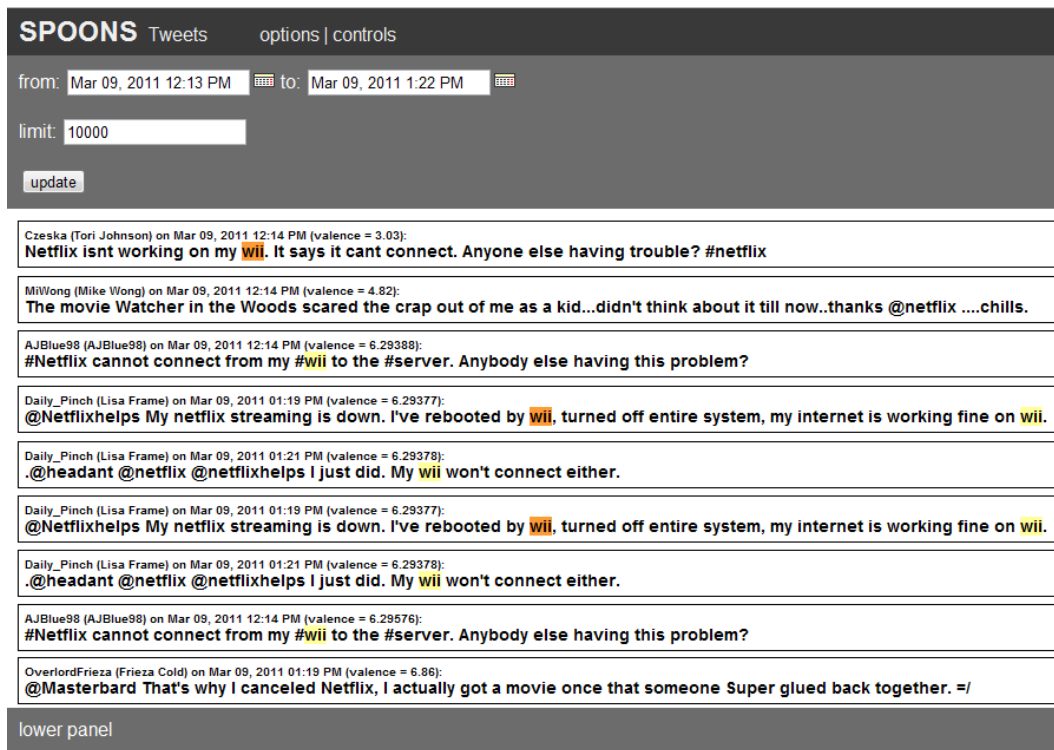 SPOONS Tweets options | controls
from: Mar 09, 2011 12:13 PM to: Mar 09, 2011 1:22 PM
limit: 10000
update
Czeska (Tori Johnson) on Mar 09, 2011 12:14 PM (valence = 3.03):
Netflix isnt working on my wii. It says it cant connect. Anyone else having trouble? #netflix
MiWong (Mike Wong) on Mar 09, 2011 12:14 PM (valence = 4.82):
The movie Watcher in the Woods scared the crap out of me as a kid...didn't think about it till now..thanks @netflix ....chills.
AJBlue98 (AJBlue98) on Mar 09, 2011 12:14 PM (valence = 6.29388):
#Netflix cannot connect from my #wii to the #server. Anybody else having this problem?
Daily_Pinch (Lisa Frame) on Mar 09, 2011 01:19 PM (valence = 6.29377):
@Netflixhelps My netflix streaming is down. I've rebooted by wii, turned off entire system, my internet is working fine on wii.
Daily_Pinch (Lisa Frame) on Mar 09, 2011 01:21 PM (valence = 6.29378):
.@headant @netflix @netflixhelps I just did. My wii won't connect either.
Daily_Pinch (Lisa Frame) on Mar 09, 2011 01:19 PM (valence = 6.29377):
@Netflixhelps My netflix streaming is down. I've rebooted by wii, turned off entire system, my internet is working fine on wii.
Daily_Pinch (Lisa Frame) on Mar 09, 2011 01:21 PM (valence = 6.29378):
.@headant @netflix @netflixhelps I just did. My wii won't connect either.
AJBlue98 (AJBlue98) on Mar 09, 2011 12:14 PM (valence = 6.29576):
#Netflix cannot connect from my #wii to the #server. Anybody else having this problem?
OverlordFrieza (Frieza Cold) on Mar 09, 2011 01:19 PM (valence = 6.86):
@Masterbard That's why I canceled Netflix, I actually got a movie once that someone Super glued back together. =/
lower panel